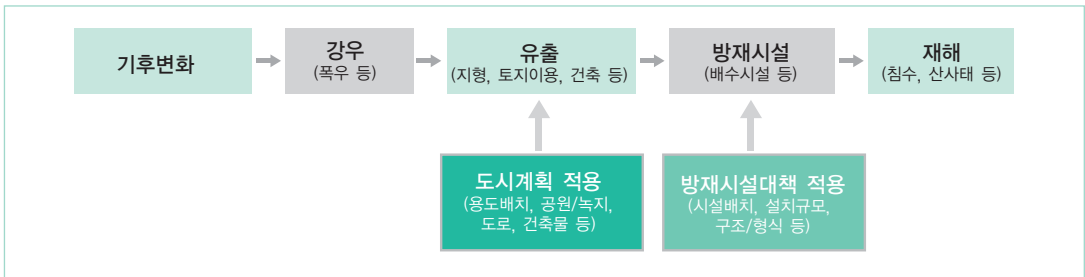 기후변화
강우
(폭우 등)
유출
(지형, 토지이용, 건축 등)
방재시설
(배수시설 등)
재해
(침수, 산사태 등)
도시계획 적용
(용도배치, 공원/녹지,
도로, 건축물 등)
방재시설대책 적용
(시설배치, 설치규모,
구조/형식 등)